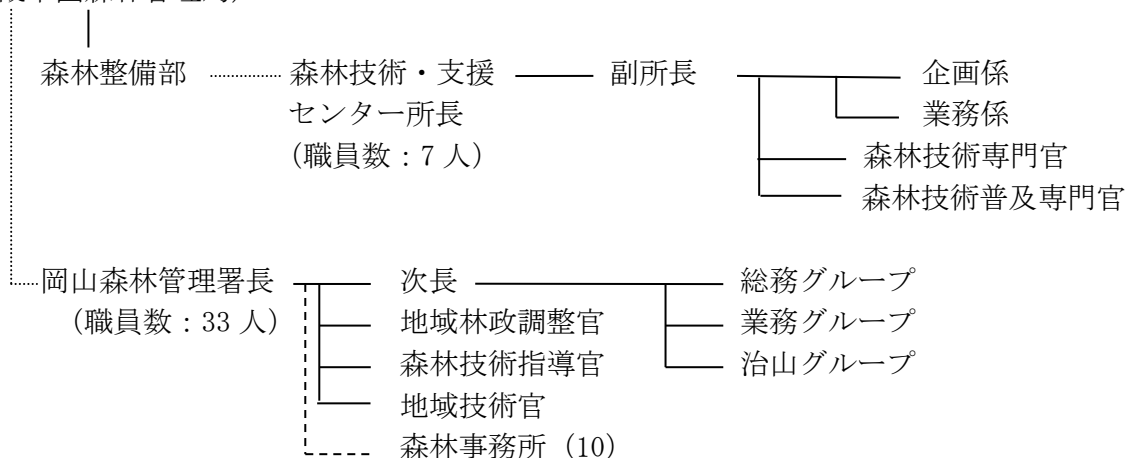 森林整備部 森林技術・支援 副所長 企画係
センター所長 業務係
(職員数:7人) 森林技術専門官
森林技術普及専門官
岡山森林管理署長 次長 総務グループ
(職員数:33人) 地域林政調整官 業務グループ
森林技術指導官 治山グループ
地域技術官
森林事務所(10)